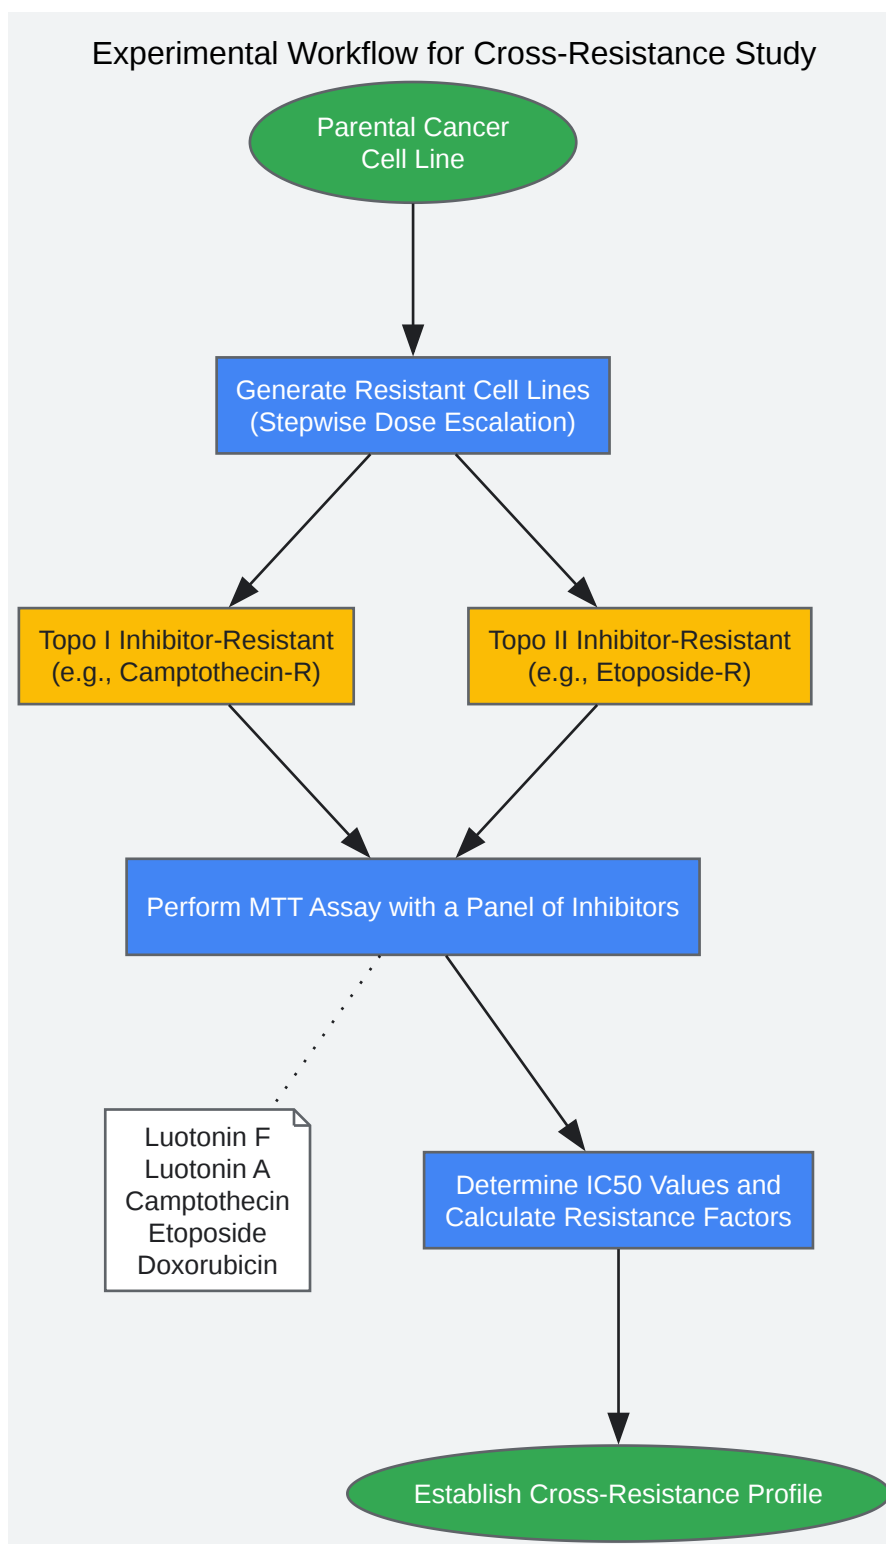 Experimental Workflow for Cross-Resistance Study
Parental Cancer
Cell Line
Generate Resistant Cell Lines
(Stepwise Dose Escalation)
Topo I Inhibitor-Resistant
(e.g., Camptothecin-R)
Topo II Inhibitor-Resistant
(e.g., Etoposide-R)
Perform MTT Assay with a Panel of Inhibitors
Luotonin F
Luotonin A
Camptothecin
Etoposide
Doxorubicin
Determine IC50 Values and
Calculate Resistance Factors
Establish Cross-Resistance Profile